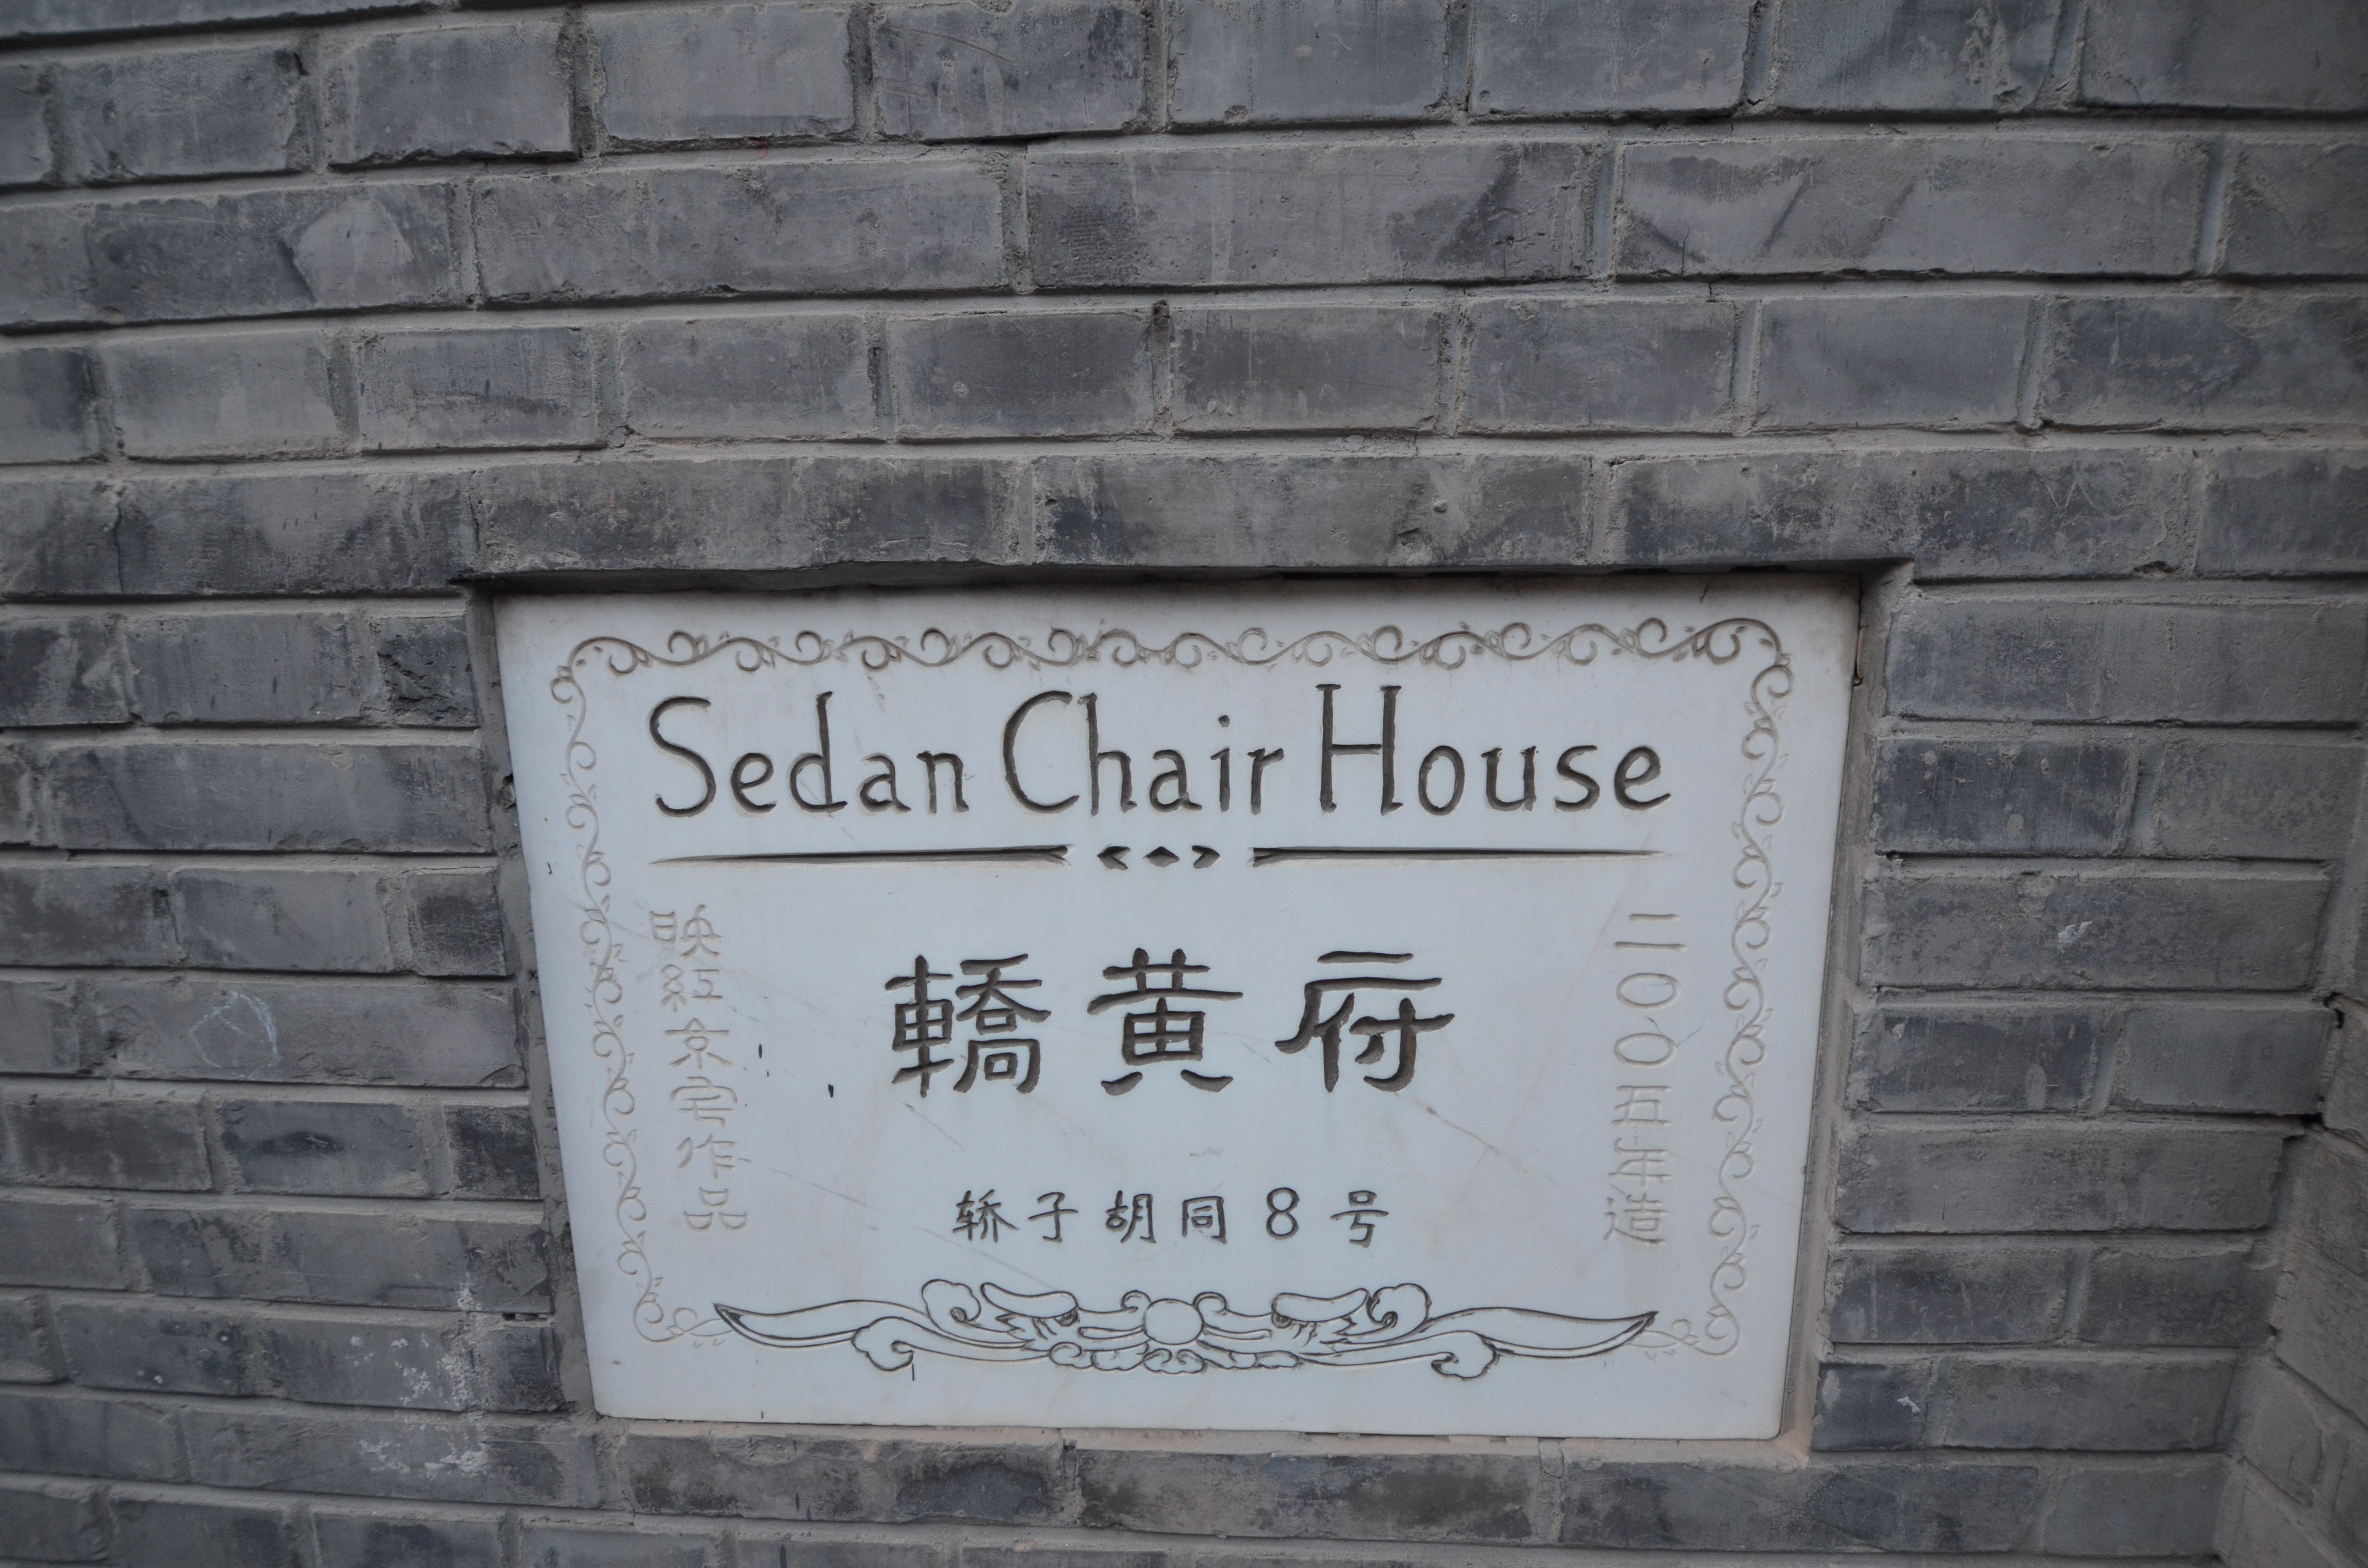 Sedan Chair House
轎黄府
轿子胡同8号
映红京宅作品
二〇〇五年造